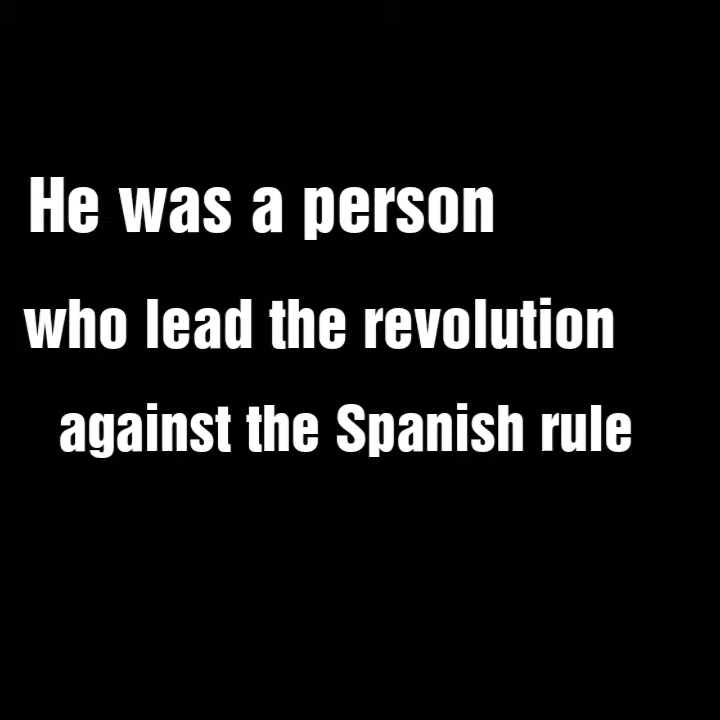 He was a person
who lead the revolution
against the Spanish rule